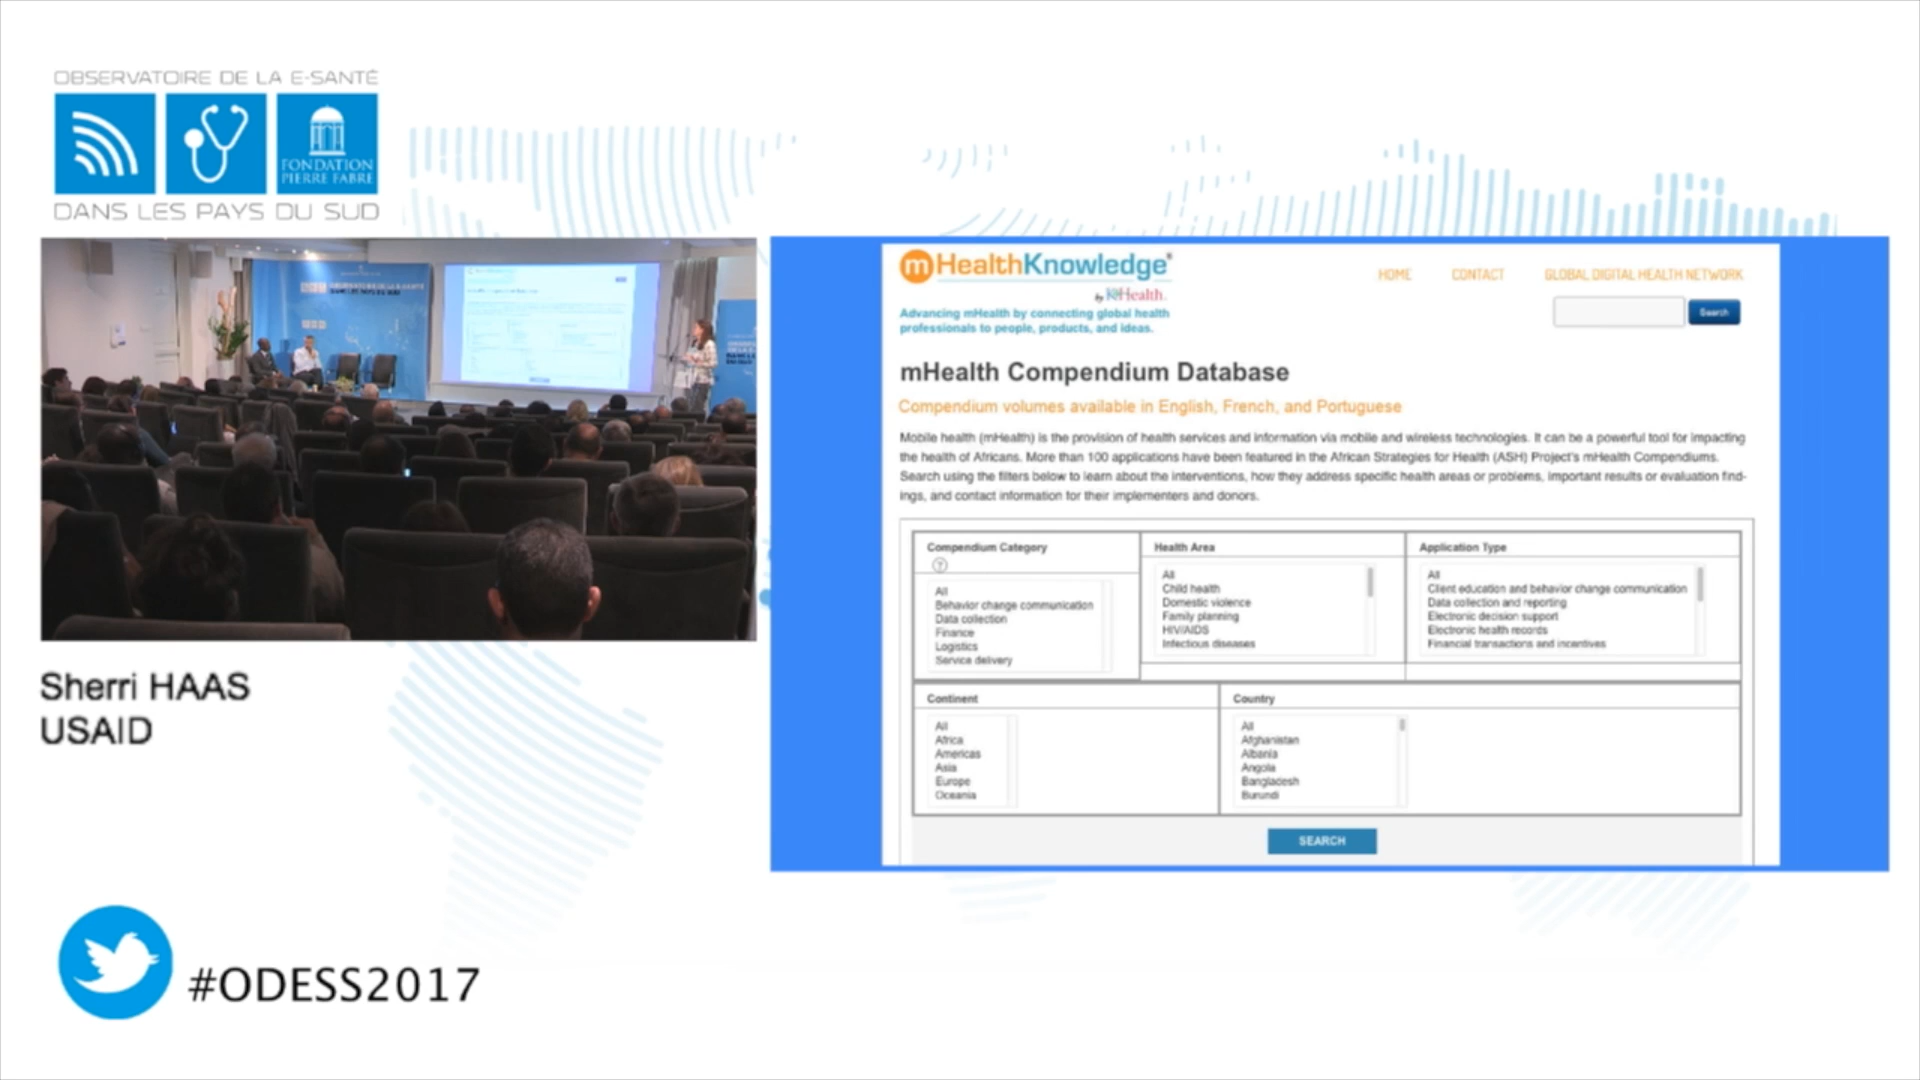 OBSERVATOIRE DE LA E-SANTÉ
FONDATION
PIERRE FABRE
DANS LES PAYS DU SUD
Sherri HAAS
USAID
#ODESS2017
mHealthKnowledge
by K4Health.
Advancing mHealth by connecting global health
professionals to people, products, and ideas.
HOME
CONTACT
GLOBAL DIGITAL HEALTH NETWORK
Search
mHealth Compendium Database
Compendium volumes available in English, French, and Portuguese
Mobile health (mHealth) is the provision of health services and information via mobile and wireless technologies. It can be a powerful tool for impacting
the health of Africans. More than 100 applications have been featured in the African Strategies for Health (ASH) Project's mHealth Compendiums.
Search using the filters below to learn about the interventions, how they address specific health areas or problems, important results or evaluation find-
ings, and contact information for their implementers and donors.
Compendium Category
?
All
Behavior change communication
Data collection
Finance
Logistics
Service delivery
Health Area
All
Child health
Domestic violence
Family planning
HIV/AIDS
Infectious diseases
Application Type
All
Client education and behavior change communication
Data collection and reporting
Electronic decision support
Electronic health records
Financial transactions and incentives
Continent
All
Africa
Americas
Asia
Europe
Oceania
Country
All
Afghanistan
Albania
Angola
Bangladesh
Burundi
SEARCH